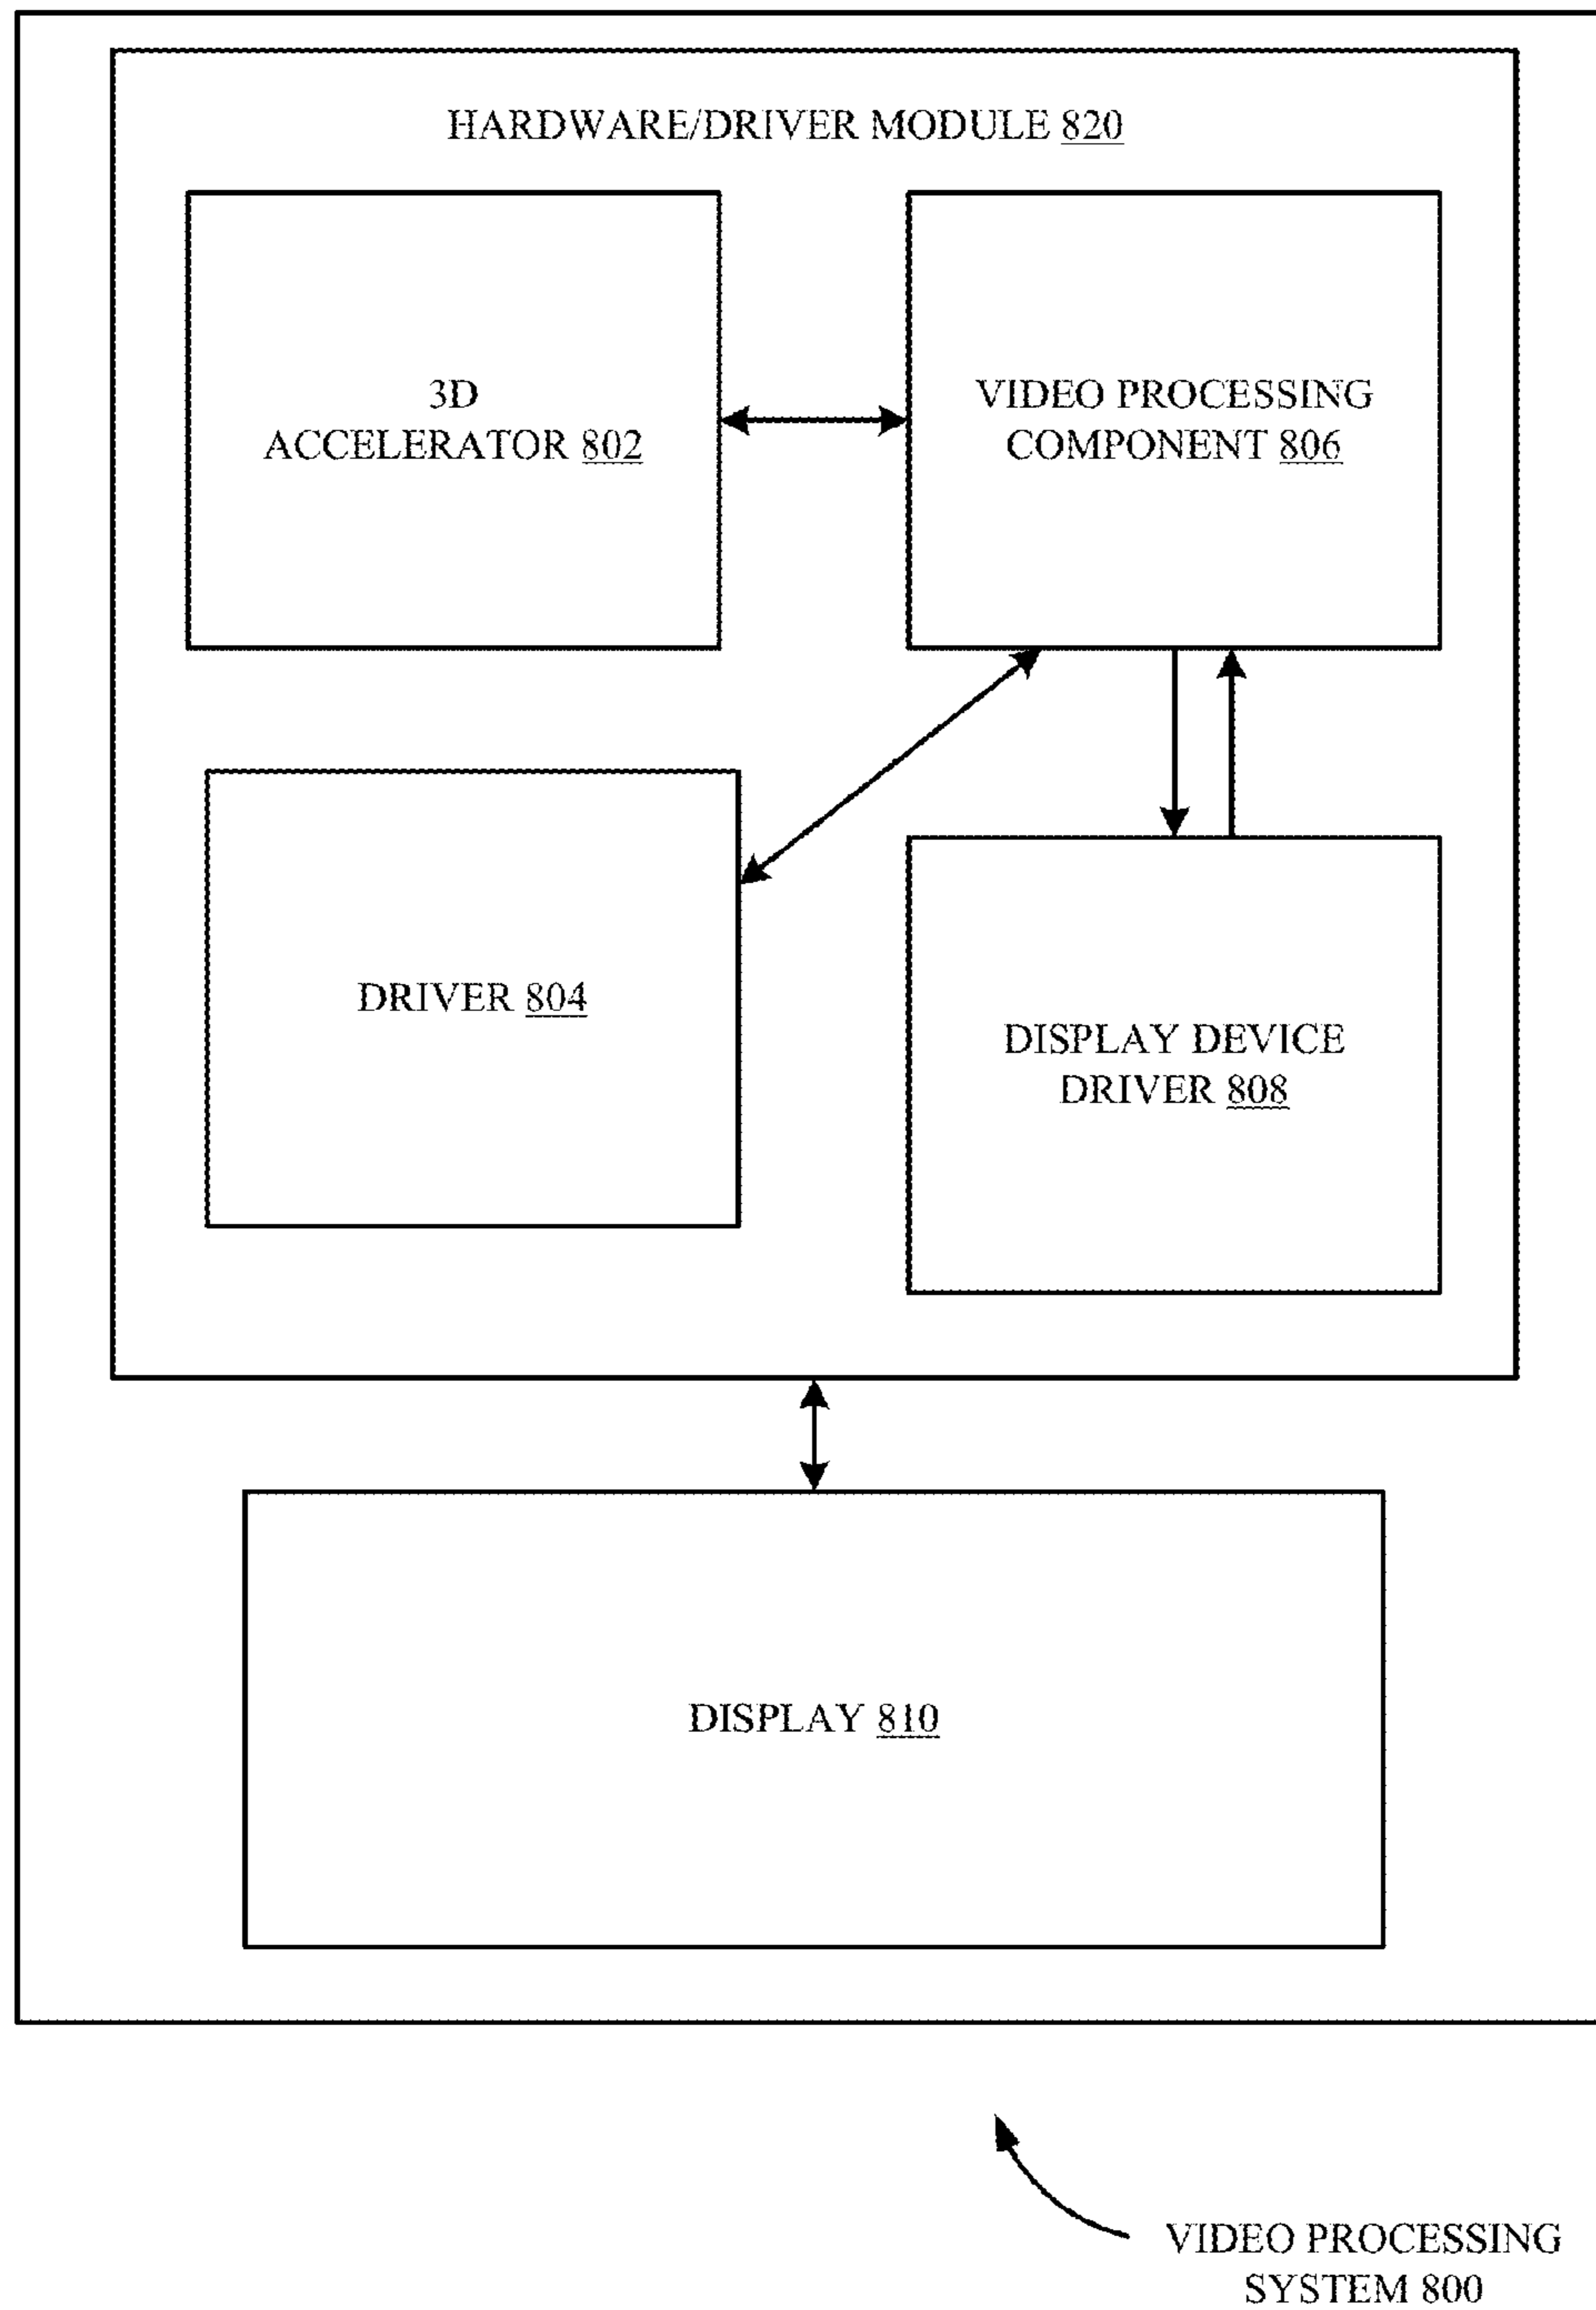 HARDWARE/DRIVER MODULE 820
3D
ACCELERATOR 802
VIDEO PROCESSING
COMPONENT 806
DRIVER 804
DISPLAY DEVICE
DRIVER 808
DISPLAY 810
VIDEO PROCESSING
SYSTEM 800